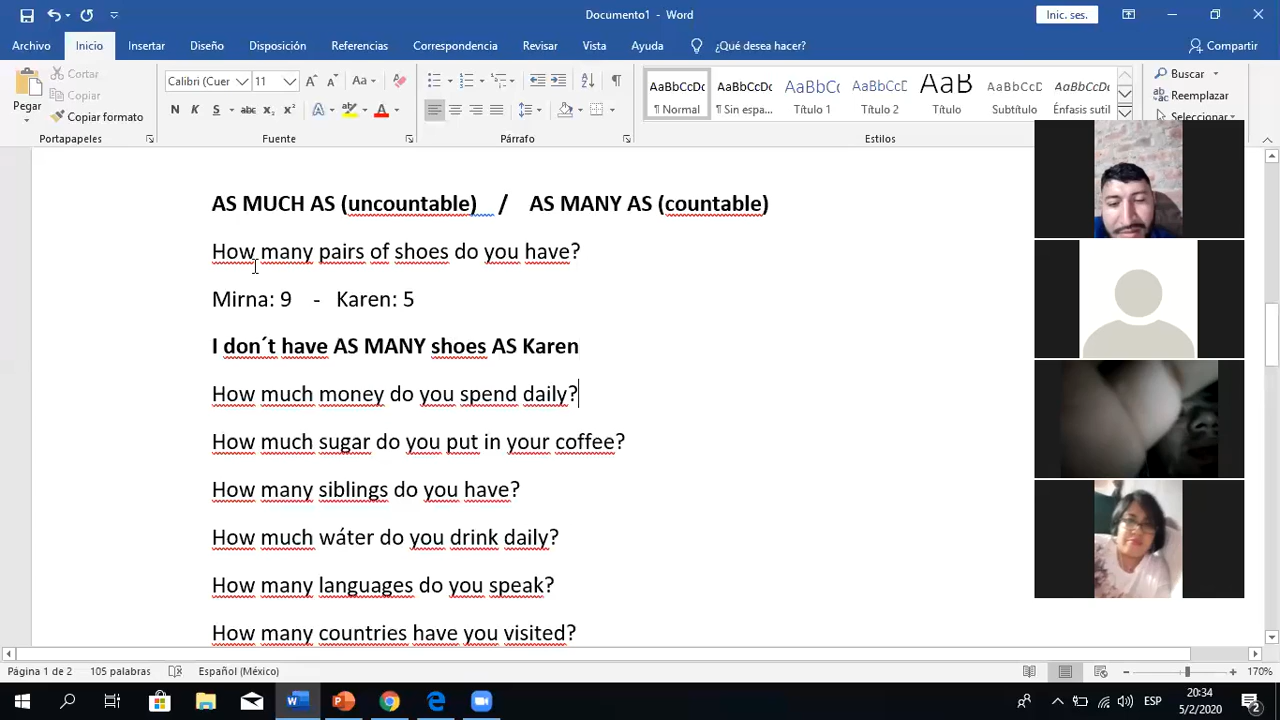 Documento1 - Word
Inic. ses.
Archivo Inicio Insertar Diseño Disposición Referencias Correspondencia Revisar Vista Ayuda ¿Qué desea hacer? Compartir
Pegar
Cortar
Copiar
Copiar formato
Portapapeles
Calibri (Cuer 11
Fuente
Párrafo
AaBbCcDc AaBbCcDc AaBbCc AaBbCcD AaB AaBbCcD AaBbCcDc
¶ Normal ¶ Sin espa... Título 1 Título 2 Título Subtítulo Énfasis sutil
Estilos
Buscar
Reemplazar
Seleccionar
AS MUCH AS (uncountable) / AS MANY AS (countable)
How many pairs of shoes do you have?
Mirna: 9 - Karen: 5
I don´t have AS MANY shoes AS Karen
How much money do you spend daily?
How much sugar do you put in your coffee?
How many siblings do you have?
How much wáter do you drink daily?
How many languages do you speak?
How many countries have you visited?
Página 1 de 2 105 palabras Español (México) 170%
ESP
20:34
5/2/2020
2